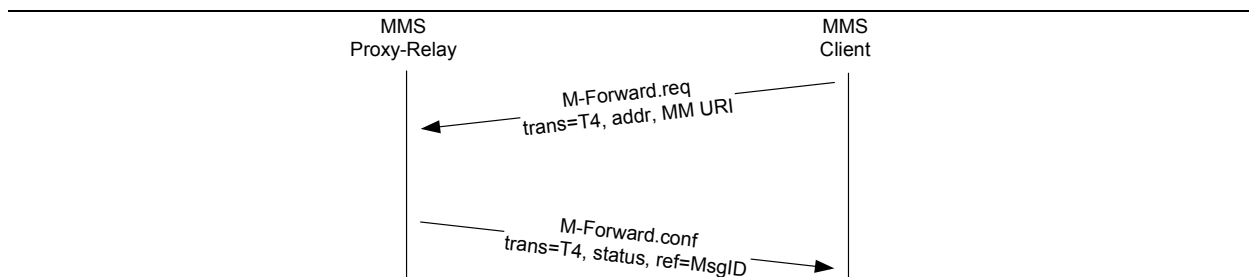 MMS
Proxy-Relay
MMS
Client
M-Forward.req
trans=T4, addr, MM URI
M-Forward.conf
trans=T4, status, ref=MsgID